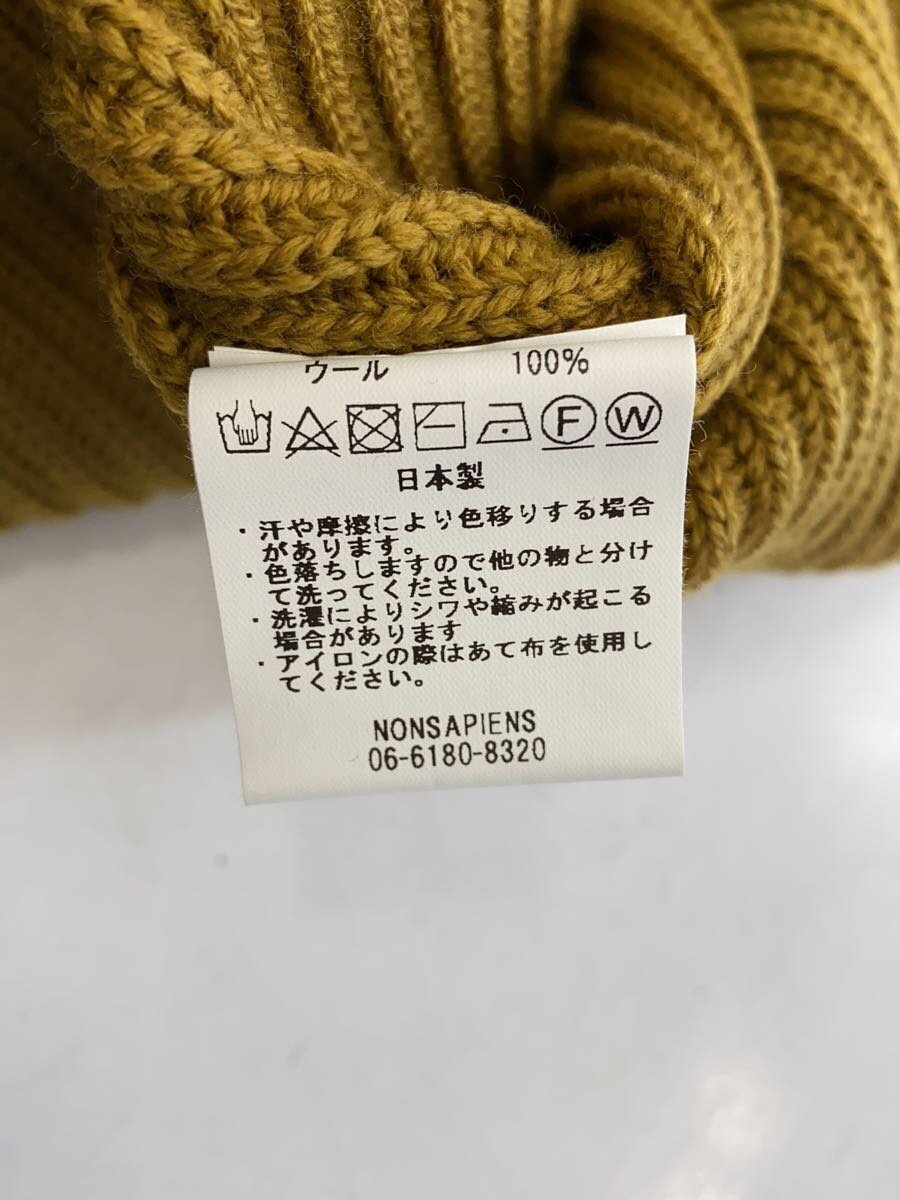 ウール 100%
F W
日本製
・汗や摩擦により色移りする場合
があります。
・色落ちしますので他の物と分け
て洗ってください。
・洗濯によりシワや縮みが起こる
場合があります
・アイロンの際はあて布を使用し
てください。
NONSAPIENS
06-6180-8320